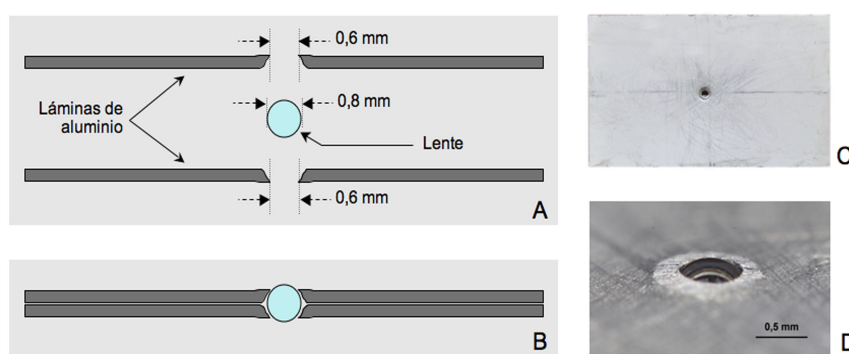 0,6 mm
Láminas de
aluminio
0,8 mm
Lente
0,6 mm
A
B
C
0,5 mm
D